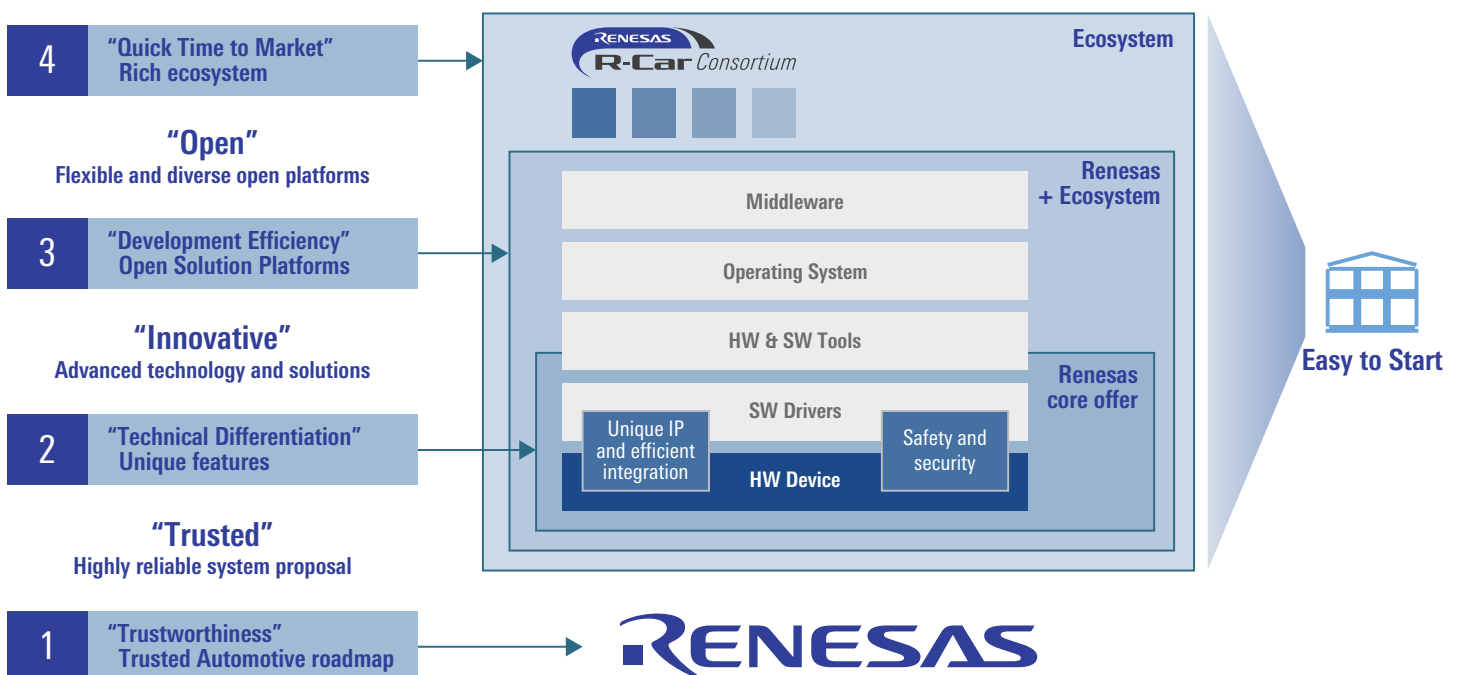 4
“Quick Time to Market”
Rich ecosystem
“Open”
Flexible and diverse open platforms
3
“Development Efficiency”
Open Solution Platforms
“Innovative”
Advanced technology and solutions
2
“Technical Differentiation”
Unique features
“Trusted”
Highly reliable system proposal
1
“Trustworthiness”
Trusted Automotive roadmap
RENESAS
R-Car Consortium
Ecosystem
Renesas
+ Ecosystem
Middleware
Operating System
HW & SW Tools
Renesas
core offer
SW Drivers
Unique IP
and efficient
integration
Safety and
security
HW Device
RENESAS
Easy to Start